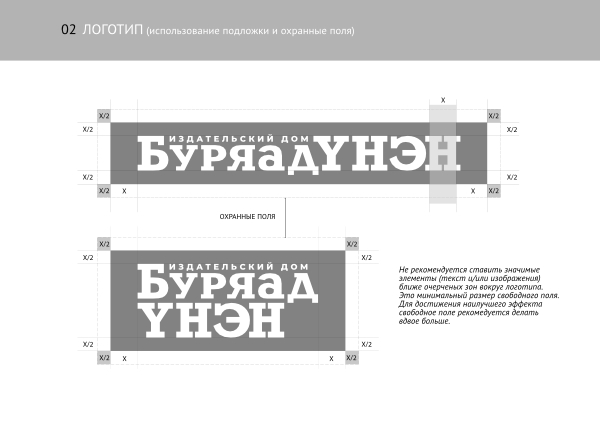 02 ЛОГОТИП (использование подложки и охранные поля)
X
X/2 X/2
X/2 X/2
ИЗДАТЕЛЬСКИЙ ДОМ
БУРЯАДҮНЭН
X/2 X/2
X/2 X X X/2
ОХРАННЫЕ ПОЛЯ
X/2 X/2
X/2 X/2
ИЗДАТЕЛЬСКИЙ ДОМ
БУРЯАД
ҮНЭН
X/2 X/2
X/2 X X X/2
Не рекомендуется ставить значимые
элементы (текст и/или изображения)
ближе очерченых зон вокруг логотипа.
Это минимальный размер свободного поля.
Для достижения наилучшего эффекта
свободное поле рекомедуется делать
вдвое больше.